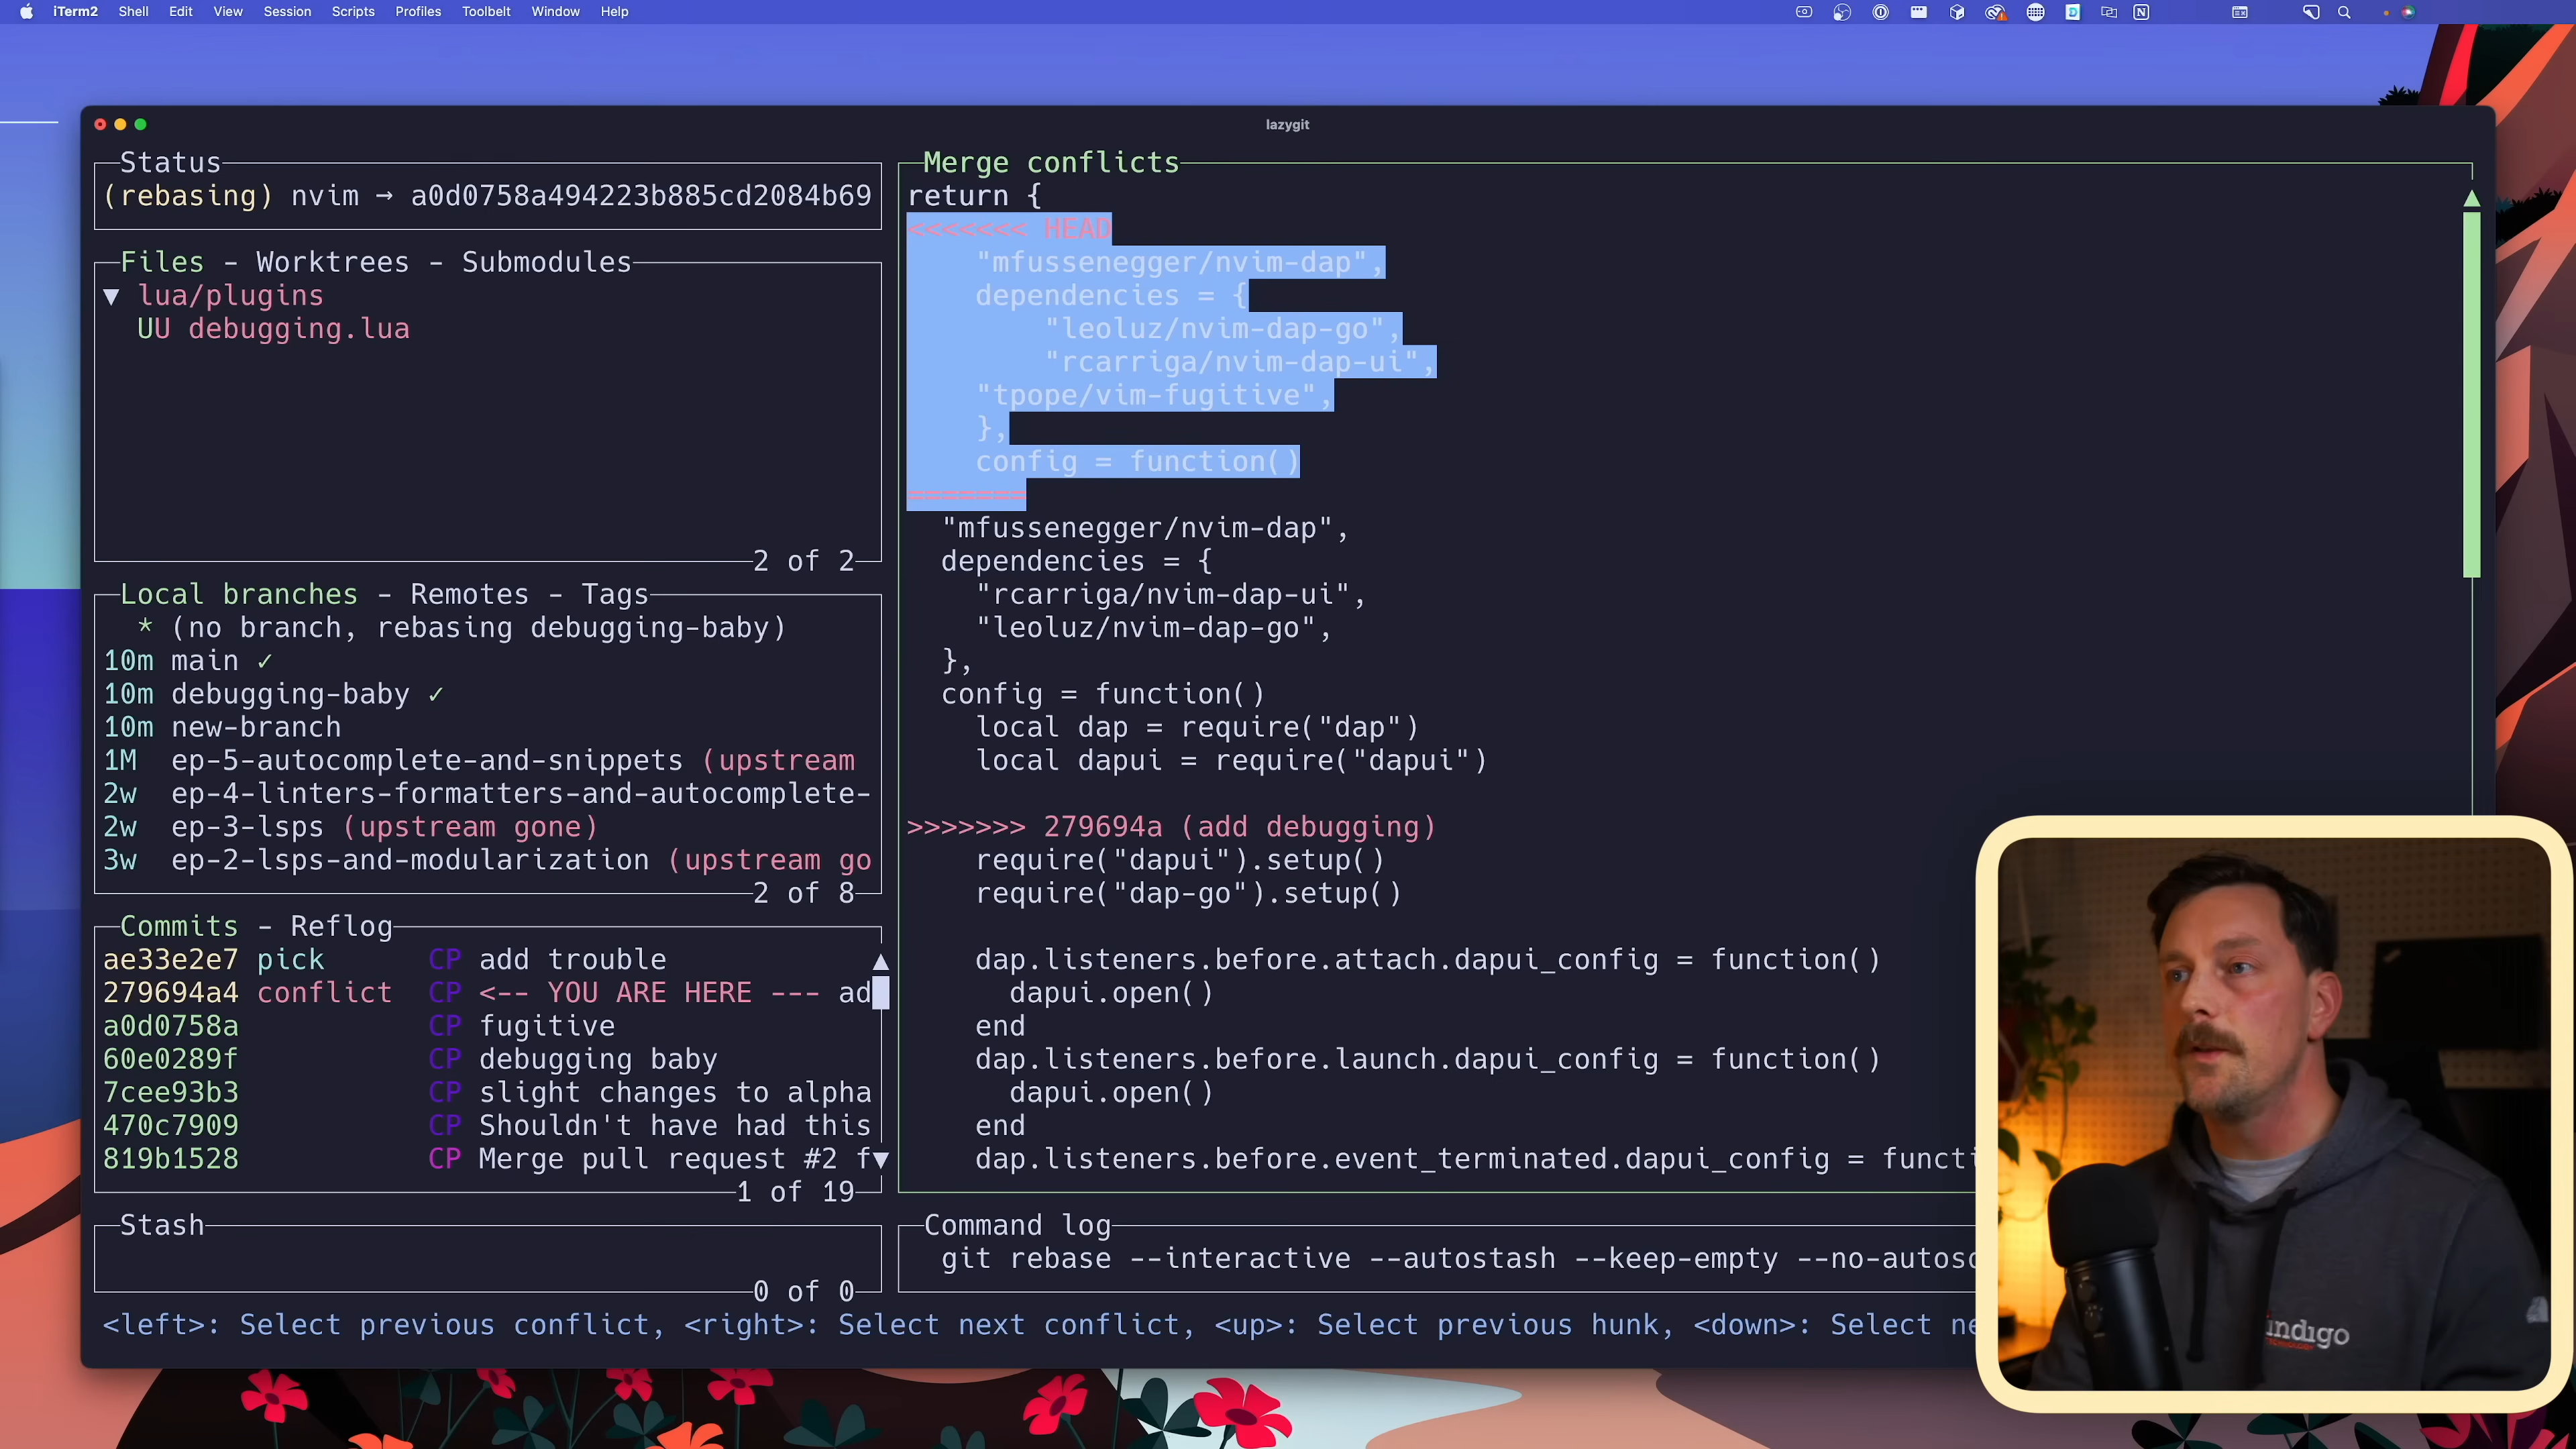 iTerm2 Shell Edit View Session Scripts Profiles Toolbelt Window Help
lazygit
Status
(rebasing) nvim → a0d0758a494223b885cd2084b69
Files - Worktrees - Submodules
▼ lua/plugins
UU debugging.lua
2 of 2
Local branches - Remotes - Tags
* (no branch, rebasing debugging-baby)
10m main ✓
10m debugging-baby ✓
10m new-branch
1M ep-5-autocomplete-and-snippets (upstream
2w ep-4-linters-formatters-and-autocomplete-
2w ep-3-lsps (upstream gone)
3w ep-2-lsps-and-modularization (upstream go
2 of 8
Commits - Reflog
ae33e2e7 pick CP add trouble
279694a4 conflict CP <-- YOU ARE HERE --- ad
a0d0758a CP fugitive
60e0289f CP debugging baby
7cee93b3 CP slight changes to alpha
470c7909 CP Shouldn't have had this
819b1528 CP Merge pull request #2 f
1 of 19
Stash
0 of 0
Merge conflicts
return {
<<<<<<< HEAD
"mfussenegger/nvim-dap",
dependencies = {
"leoluz/nvim-dap-go",
"rcarriga/nvim-dap-ui",
"tpope/vim-fugitive",
},
config = function()
=======
"mfussenegger/nvim-dap",
dependencies = {
"rcarriga/nvim-dap-ui",
"leoluz/nvim-dap-go",
},
config = function()
local dap = require("dap")
local dapui = require("dapui")
>>>>>>> 279694a (add debugging)
require("dapui").setup()
require("dap-go").setup()
dap.listeners.before.attach.dapui_config = function()
dapui.open()
end
dap.listeners.before.launch.dapui_config = function()
dapui.open()
end
dap.listeners.before.event_terminated.dapui_config = functi
Command log
git rebase --interactive --autostash --keep-empty --no-autosq
<left>: Select previous conflict, <right>: Select next conflict, <up>: Select previous hunk, <down>: Select ne
indigo